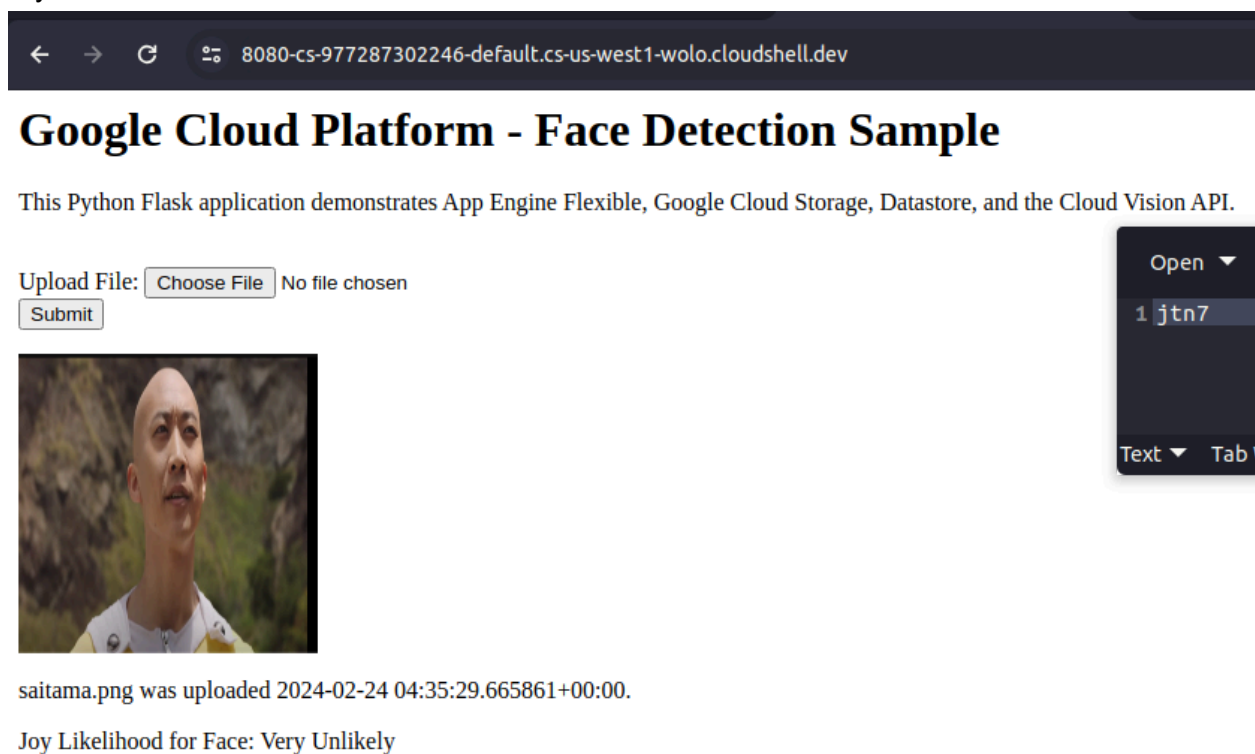 8080-cs-977287302246-default.cs-us-west1-wolo.cloudshell.dev
Google Cloud Platform - Face Detection Sample
This Python Flask application demonstrates App Engine Flexible, Google Cloud Storage, Datastore, and the Cloud Vision API.
Upload File: Choose File No file chosen
Submit
Open
1 jtn7
Text Tab
saitama.png was uploaded 2024-02-24 04:35:29.665861+00:00.
Joy Likelihood for Face: Very Unlikely